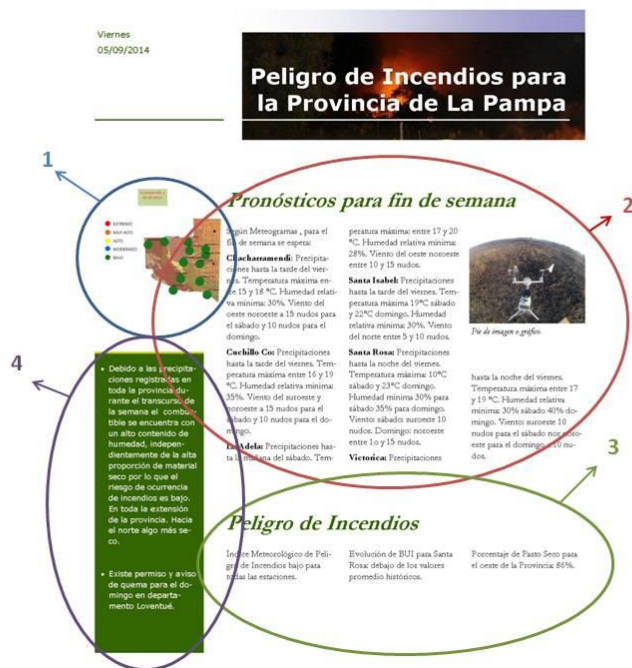 Viernes
05/09/2014
Peligro de Incendios para
la Provincia de La Pampa
1
2
3
4
EXTREMO
MUY ALTO
ALTO
MODERADO
BAJO
Pronósticos para fin de semana
Según Meteogramas , para el
fin de semana se espera:
Chacharramendi: Precipita-
ciones hasta la tarde del vier-
nes. Temperatura máxima en-
tre 15 y 18 °C. Humedad relati-
va mínima: 30%. Viento del
oeste noroeste a 15 nudos para
el sábado y 10 nudos para el
domingo.
Cuchillo Co: Precipitaciones
hasta la tarde del viernes. Tem-
peratura máxima entre 16 y 19
°C. Humedad relativa mínima:
35%. Viento del suroeste y
noroeste a 15 nudos para el
sábado y 10 nudos para el do-
mingo.
La Adela: Precipitaciones has-
ta la mañana del sábado. Tem-
peratura máxima: entre 17 y 20
°C. Humedad relativa mínima:
28%. Viento del oeste noroeste
entre 10 y 15 nudos.
Santa Isabel: Precipitaciones
hasta la tarde del viernes. Tem-
peratura máxima 19°C sábado
y 22°C domingo. Humedad
relativa mínima: 30%. Viento
del norte entre 5 y 10 nudos.
Santa Rosa: Precipitaciones
hasta la noche del viernes.
Temperatura máxima: 10°C
sábado y 23°C domingo.
Humedad mínima 30% para
sábado 35% para domingo.
Viento: sábado: suroeste 10
nudos. Domingo: noroeste
entre 1o y 15 nudos.
Victorica: Precipitaciones
Pie de imagen o gráfico.
hasta la noche del viernes.
Temperatura máxima entre 17
y 19 °C. Humedad relativa
mínima: 30% sábado 40% do-
mingo. Viento: suroeste 10
nudos para el sábado nor noro-
este para el domingo a 10 nu-
dos.
• Debido a las precipita-
ciones registradas en
toda la provincia du-
rante el transcurso de
la semana el combus-
tible se encuentra con
un alto contenido de
humedad, indepen-
dientemente de la alta
proporción de material
seco por lo que el
riesgo de ocurrencia
de incendios es bajo.
En toda la extensión
de la provincia. Hacia
el norte algo más se-
co.
• Existe permiso y aviso
de quema para el do-
mingo en departa-
mento Loventué.
Peligro de Incendios
Índice Meteorológico de Peli-
gro de Incendios bajo para
todas las estaciones.
Evolución de BUI para Santa
Rosa: debajo de los valores
promedio históricos.
Porcentaje de Pasto Seco para
el oeste de la Provincia: 86%.